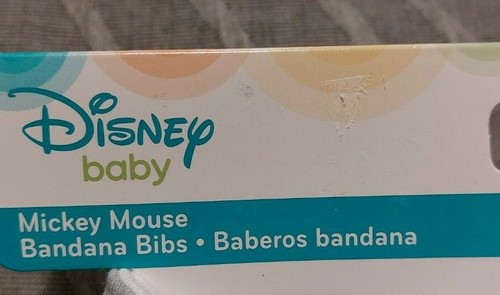 Disney
baby
Mickey Mouse
Bandana Bibs • Baberos bandana